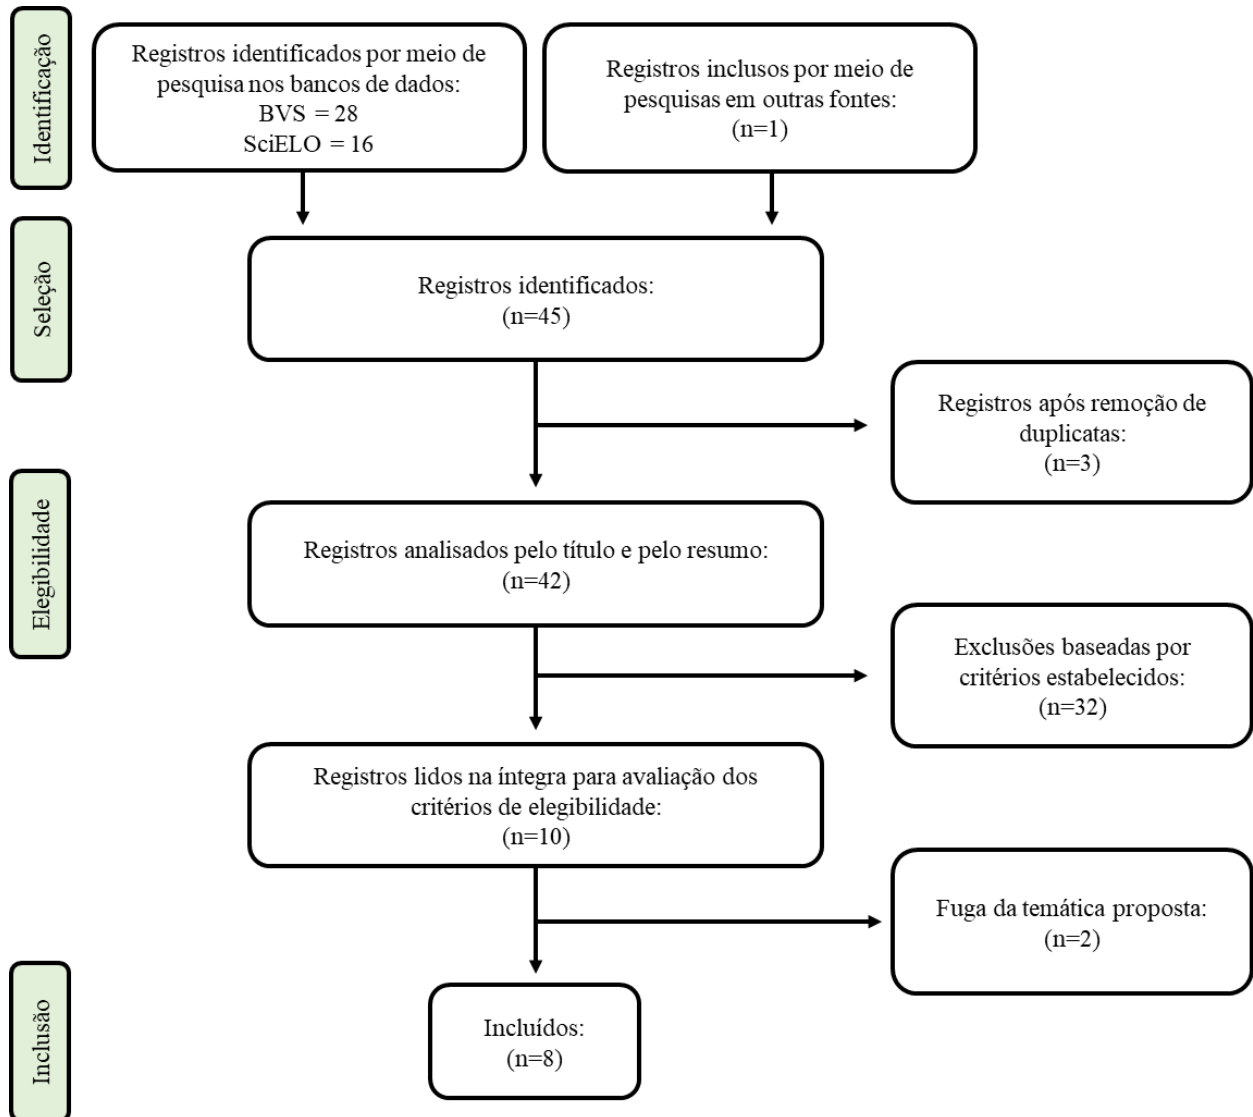 Identificação
Registros identificados por meio de
pesquisa nos bancos de dados:
BVS = 28
SciELO = 16
Registros inclusos por meio de
pesquisas em outras fontes:
(n=1)
Seleção
Registros identificados:
(n=45)
Registros após remoção de
duplicatas:
(n=3)
Elegibilidade
Registros analisados pelo título e pelo resumo:
(n=42)
Exclusões baseadas por
critérios estabelecidos:
(n=32)
Registros lidos na íntegra para avaliação dos
critérios de elegibilidade:
(n=10)
Fuga da temática proposta:
(n=2)
Inclusão
Incluídos:
(n=8)